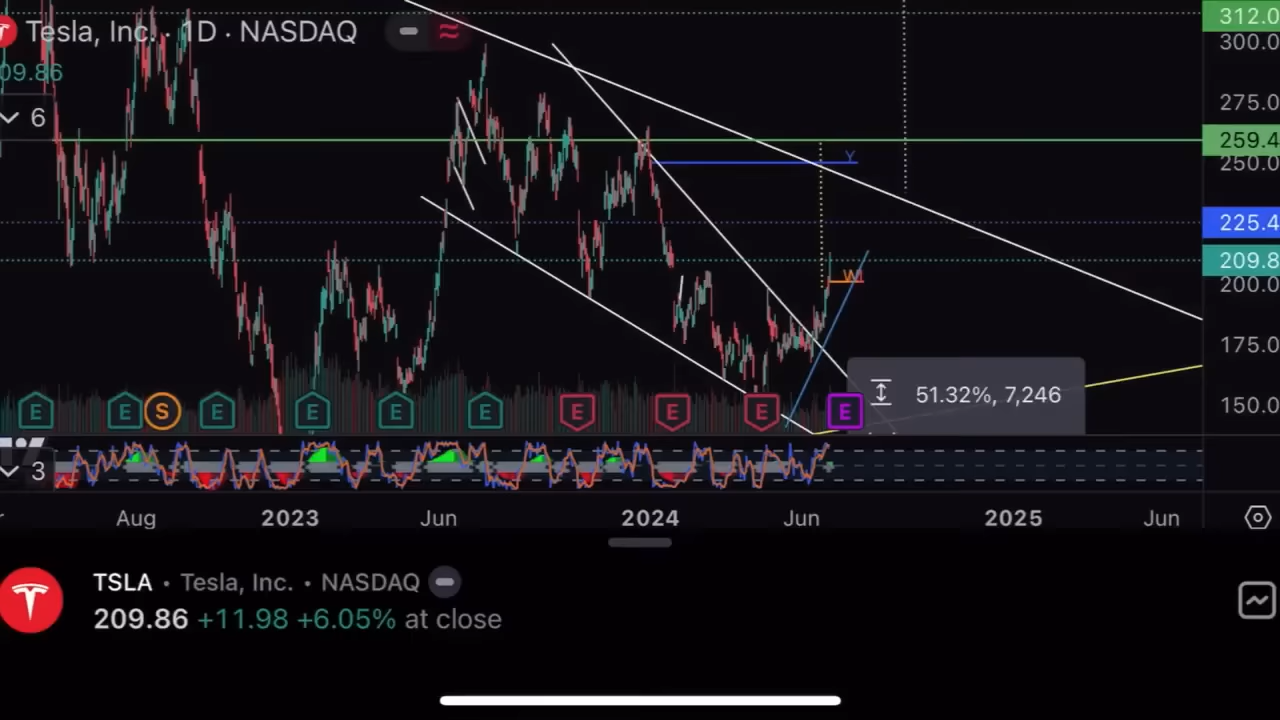 Tesla, Inc. · 1D · NASDAQ
09.86
6
312.0
300.0
275.0
259.4
250.0
225.4
209.8
200.0
175.0
150.0
Y
W
51.32%, 7,246
E
E
S
E
E
E
E
E
E
E
E
3
Aug
2023
Jun
2024
Jun
2025
Jun
TSLA · Tesla, Inc. · NASDAQ
209.86 +11.98 +6.05% at close